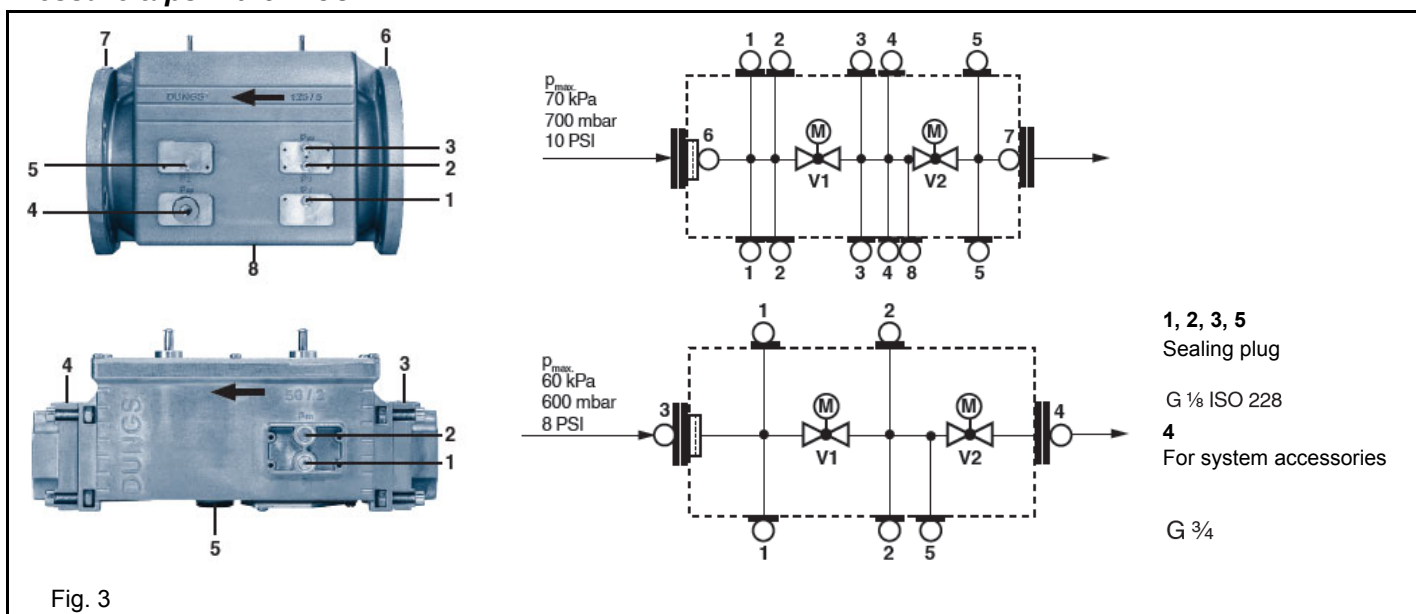 7
6
DUNGS
125/5
5
3
2
4
1
8
1 2 3 4 5
pmax.
70 kPa
700 mbar
10 PSI
6
M
M
7
V1
V2
1 2 3 4 8 5
4
3
50/2
DUNGS
2
1
5
1 2
pmax.
60 kPa
600 mbar
8 PSI
3
M
M
4
V1
V2
1 2 5
1, 2, 3, 5
Sealing plug
G ⅛ ISO 228
4
For system accessories
G ¾
Fig. 3